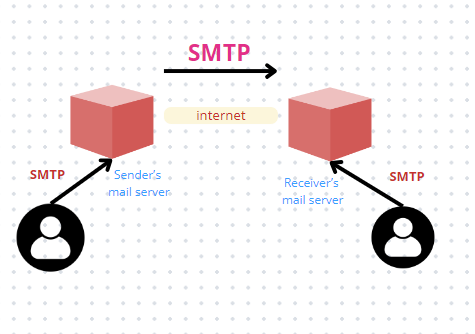 SMTP
internet
SMTP
Sender's
mail server
Receiver's
mail server
SMTP